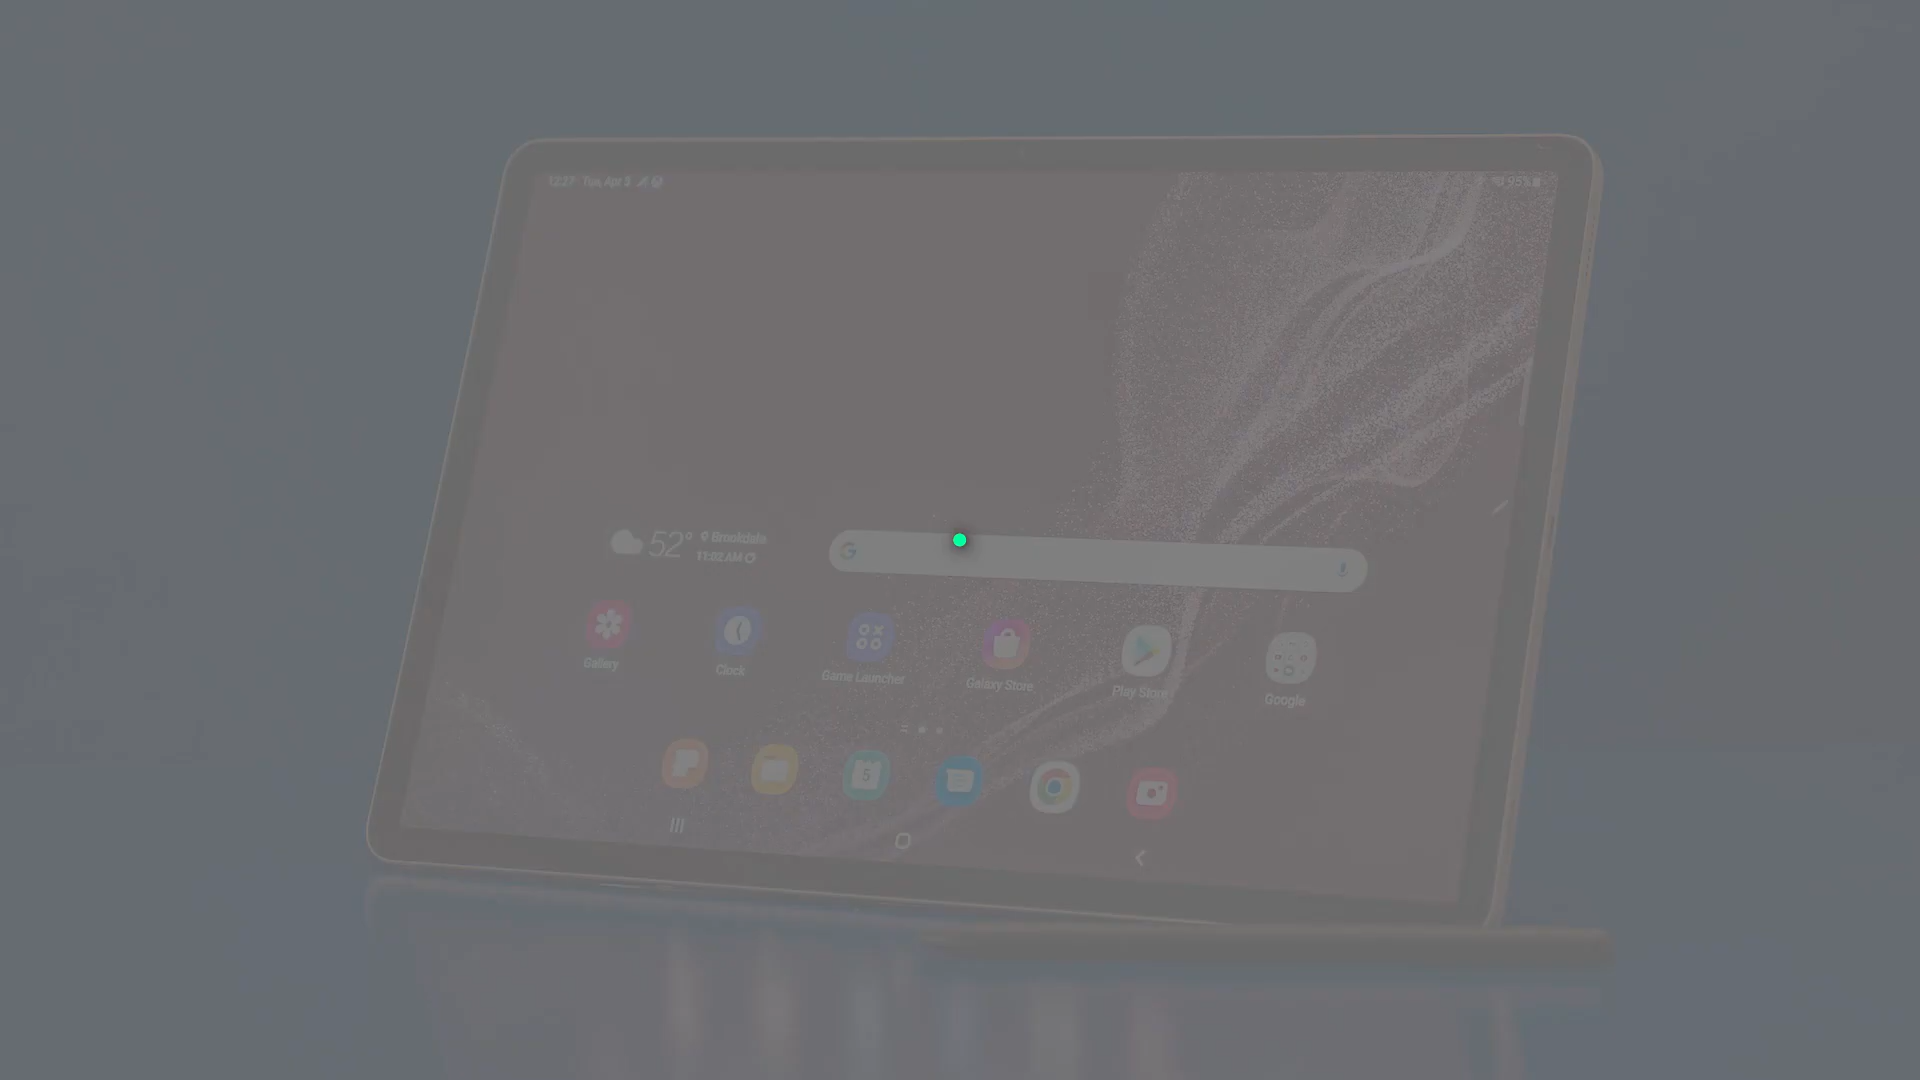 12:27 Tue, Apr 3
95%
52° Brookdale
11:02 AM
G
Gallery
Clock
Game Launcher
Galaxy Store
Play Store
Google
5